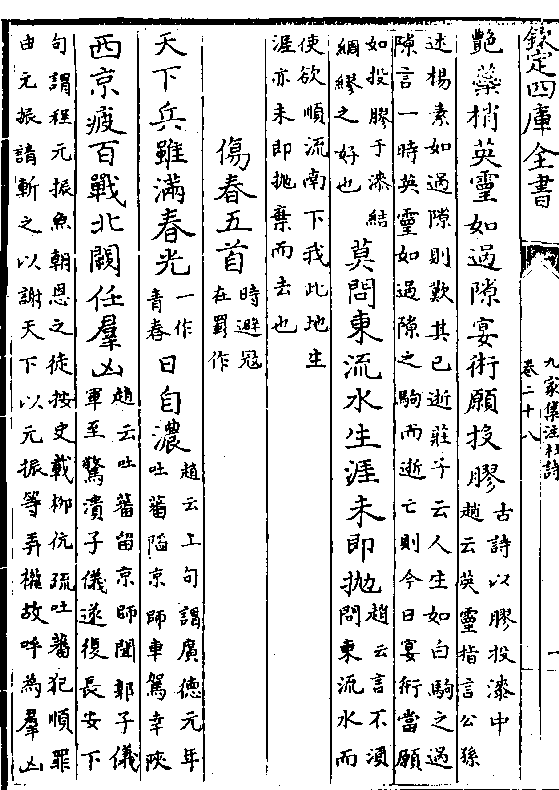 欽定四庫全書
九家集注杜詩
卷二十八
一
艷蘂梢英靈如過隙宴術願投膠古詩以膠投漆中
趙云英靈指言公孫
述楊素如過隙則歎其已逝莊子云人生如白駒之過
隙言一時英靈如過隙之駒而逝亡則今日宴術當願
如投膠于漆結
綢繆之好也莫問東流水生涯未即抛趙云言不須
問東流水而
使欲順流南下我此地生
涯亦未即抛棄而去也
傷春五首時避冦
在蜀作
天下兵雖滿春光一作
青春日自濃趙云上句謂廣德元年
吐蕃陷京師車駕幸陜
西京疲百戰北闕任羣凶趙云吐蕃留京師聞郭子儀
軍至驚潰子儀遂復長安下
句謂程元振魚朝恩之徒按史載栁伉疏吐蕃犯順罪
由元振請斬之以謝天下以元振等弄權故呼為羣凶